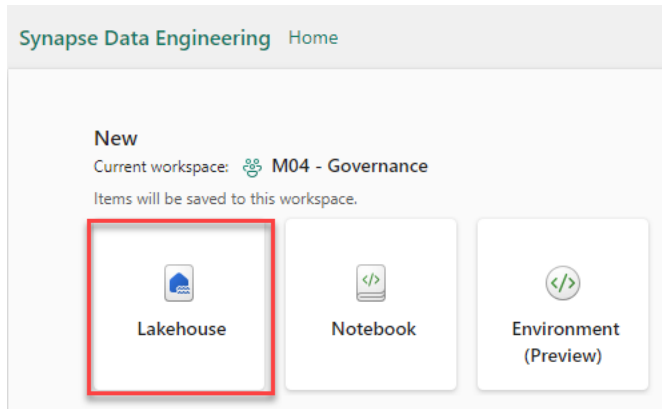 Synapse Data Engineering Home
New
Current workspace: M04 - Governance
Items will be saved to this workspace.
Lakehouse
</>
Notebook
</>
Environment
(Preview)